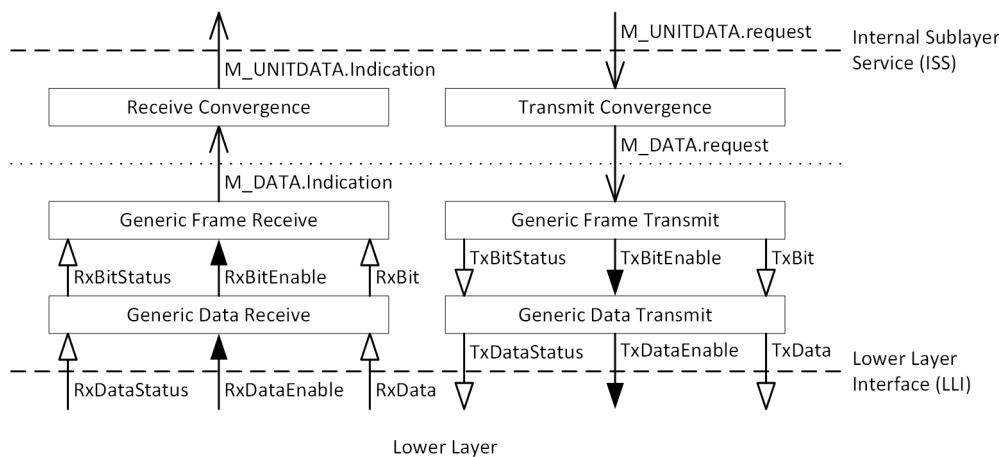 M_UNITDATA.request
Internal Sublayer
Service (ISS)
M_UNITDATA.Indication
Receive Convergence
Transmit Convergence
M_DATA.request
M_DATA.Indication
Generic Frame Receive
Generic Frame Transmit
RxBitStatus
RxBitEnable
RxBit
TxBitStatus
TxBitEnable
TxBit
Generic Data Receive
Generic Data Transmit
TxDataStatus
TxDataEnable
TxData
Lower Layer
Interface (LLI)
RxDataStatus
RxDataEnable
RxData
Lower Layer